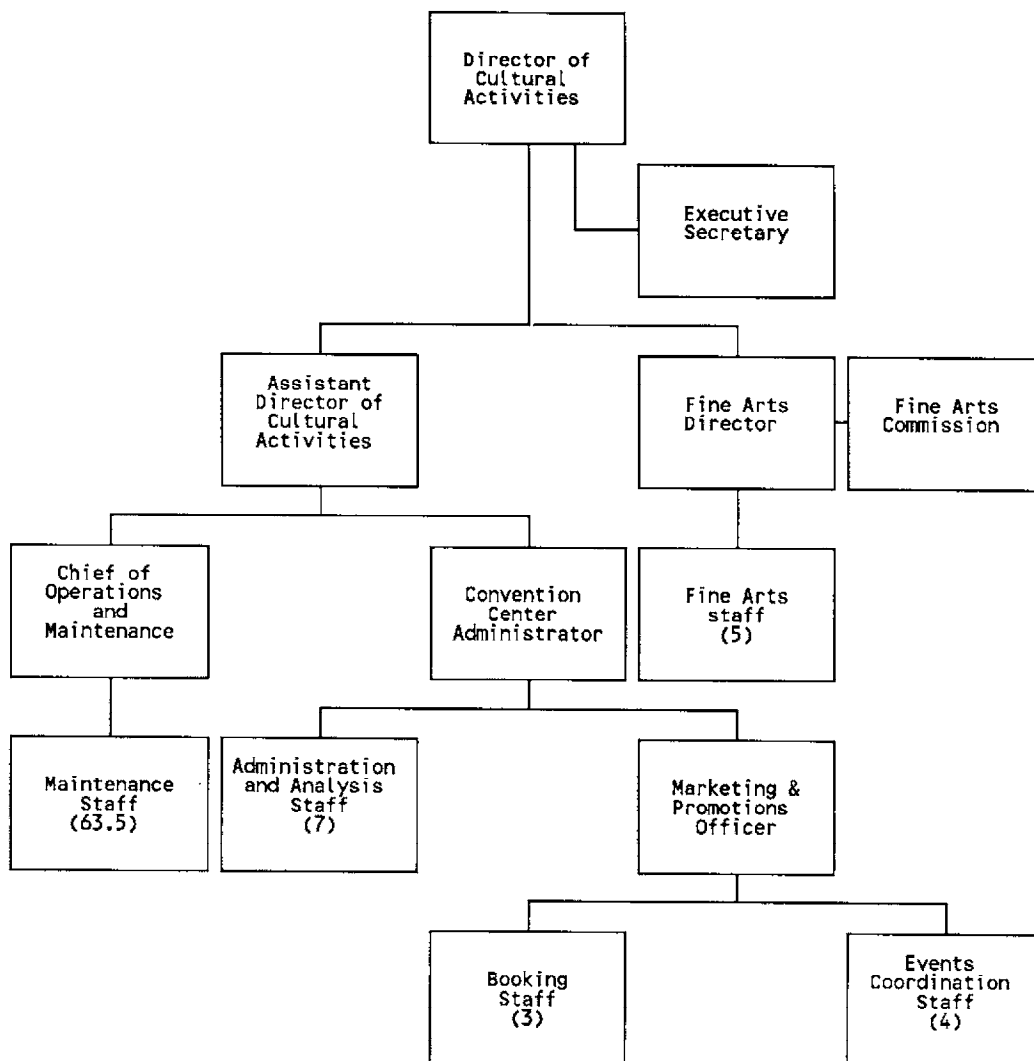 Director of
Cultural
Activities
Executive
Secretary
Assistant
Director of
Cultural
Activities
Fine Arts
Director
Fine Arts
Commission
Chief of
Operations
and
Maintenance
Convention
Center
Administrator
Fine Arts
staff
(5)
Maintenance
Staff
(63.5)
Administration
and Analysis
Staff
(7)
Marketing &
Promotions
Officer
Booking
Staff
(3)
Events
Coordination
Staff
(4)